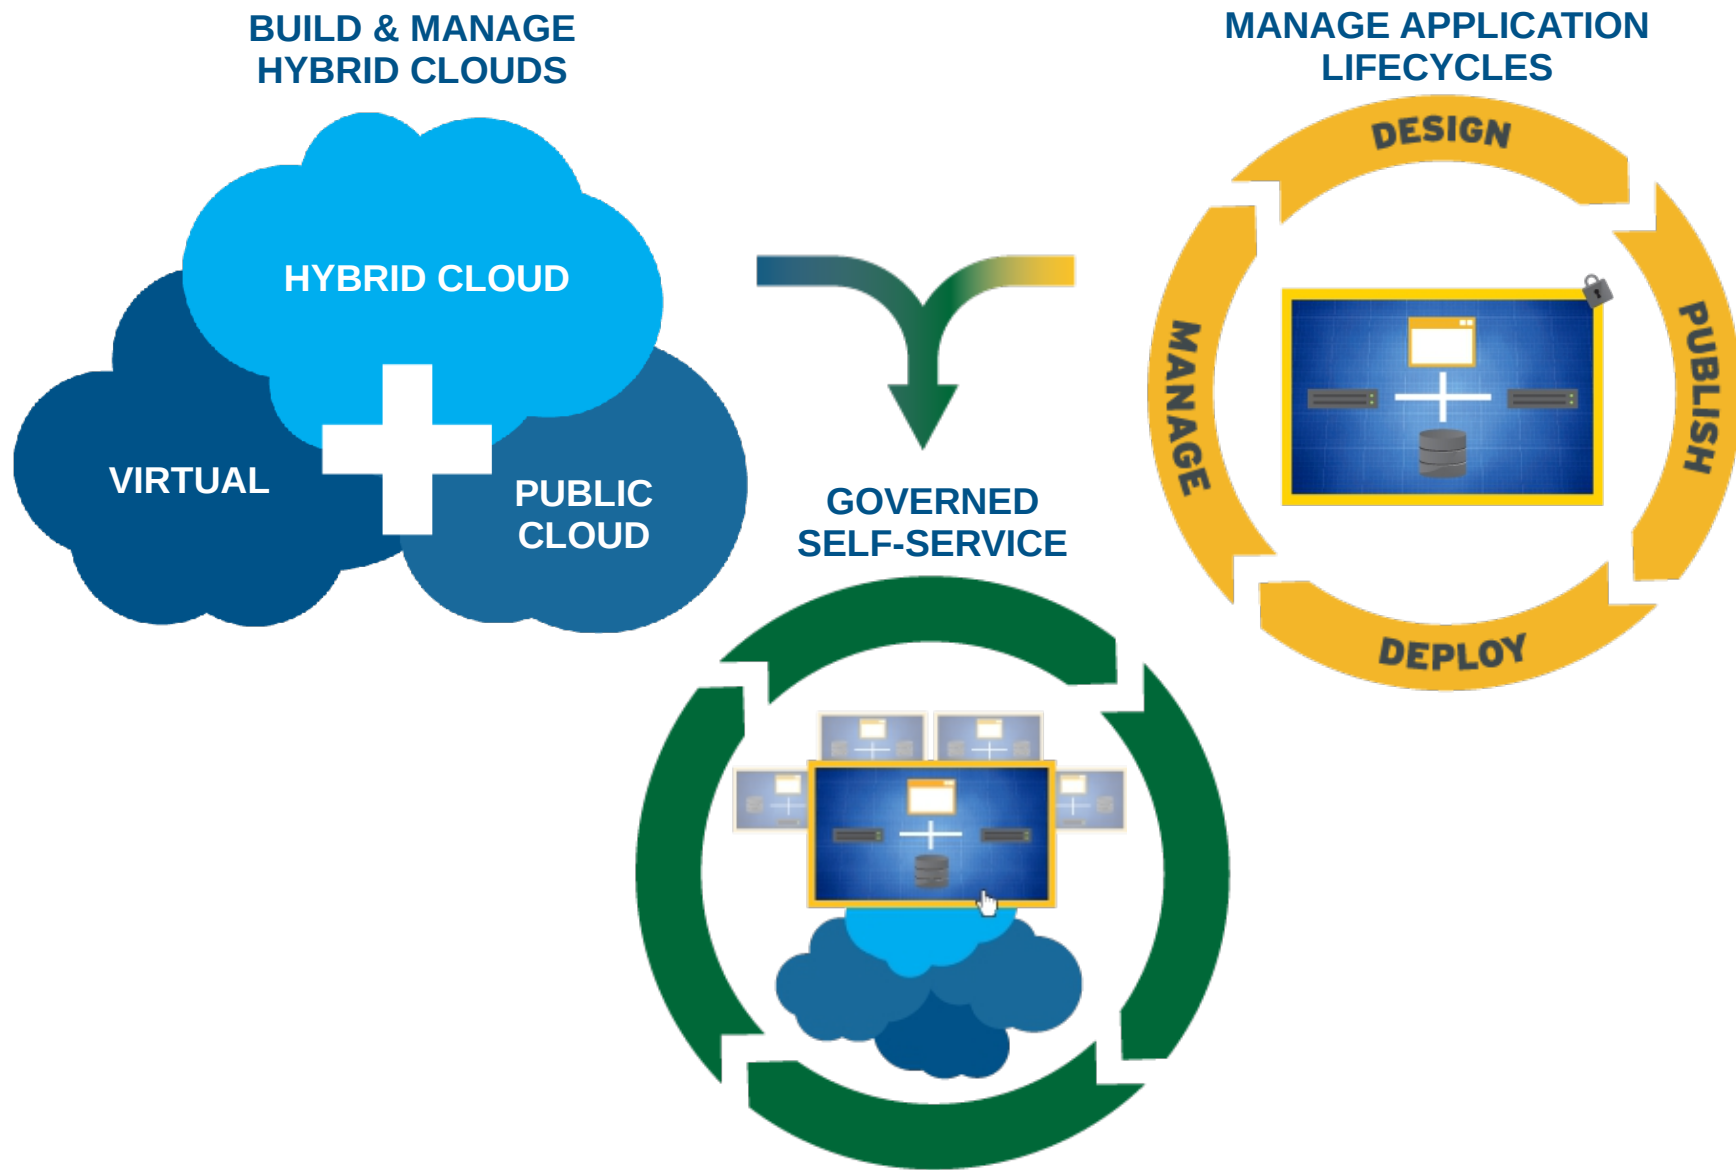 BUILD & MANAGE
HYBRID CLOUDS
HYBRID CLOUD
VIRTUAL
PUBLIC
CLOUD
MANAGE APPLICATION
LIFECYCLES
DESIGN
PUBLISH
DEPLOY
MANAGE
GOVERNED
SELF-SERVICE